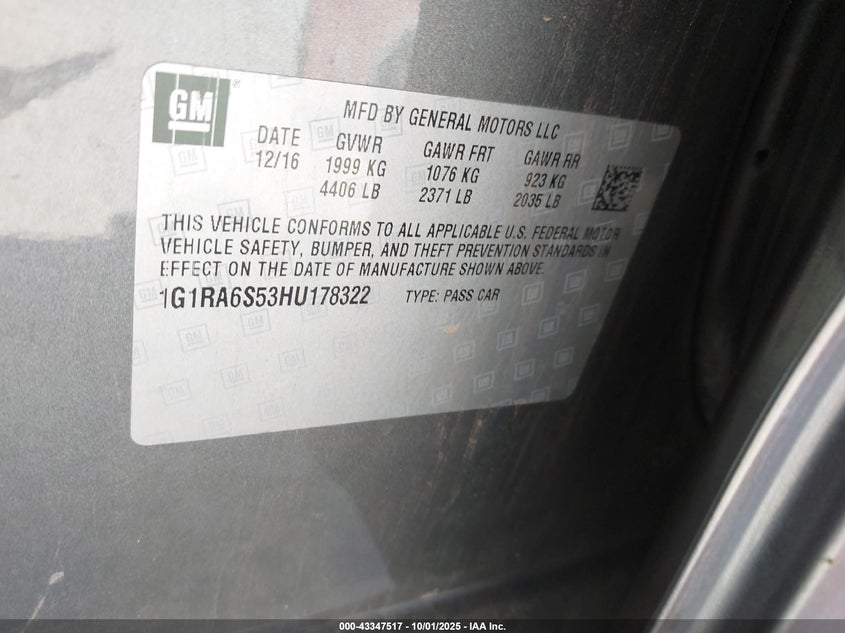 GM
MFD BY GENERAL MOTORS LLC
DATE GVWR GAWR FRT GAWR RR
12/16 1999 KG 1076 KG 923 KG
4406 LB 2371 LB 2035 LB
THIS VEHICLE CONFORMS TO ALL APPLICABLE U.S. FEDERAL MOTOR
VEHICLE SAFETY, BUMPER, AND THEFT PREVENTION STANDARDS IN
EFFECT ON THE DATE OF MANUFACTURE SHOWN ABOVE.
1G1RA6S53HU178322 TYPE: PASS CAR
000-43347517 - 10/01/2025 - IAA Inc.